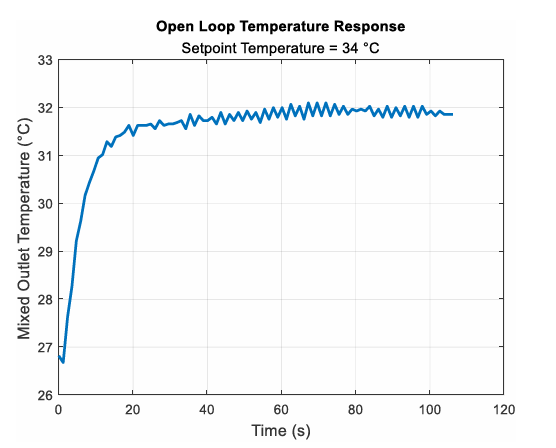 Open Loop Temperature Response
Setpoint Temperature = 34 °C
33
32
31
30
29
28
27
26
Mixed Outlet Temperature (°C)
0 20 40 60 80 100 120
Time (s)